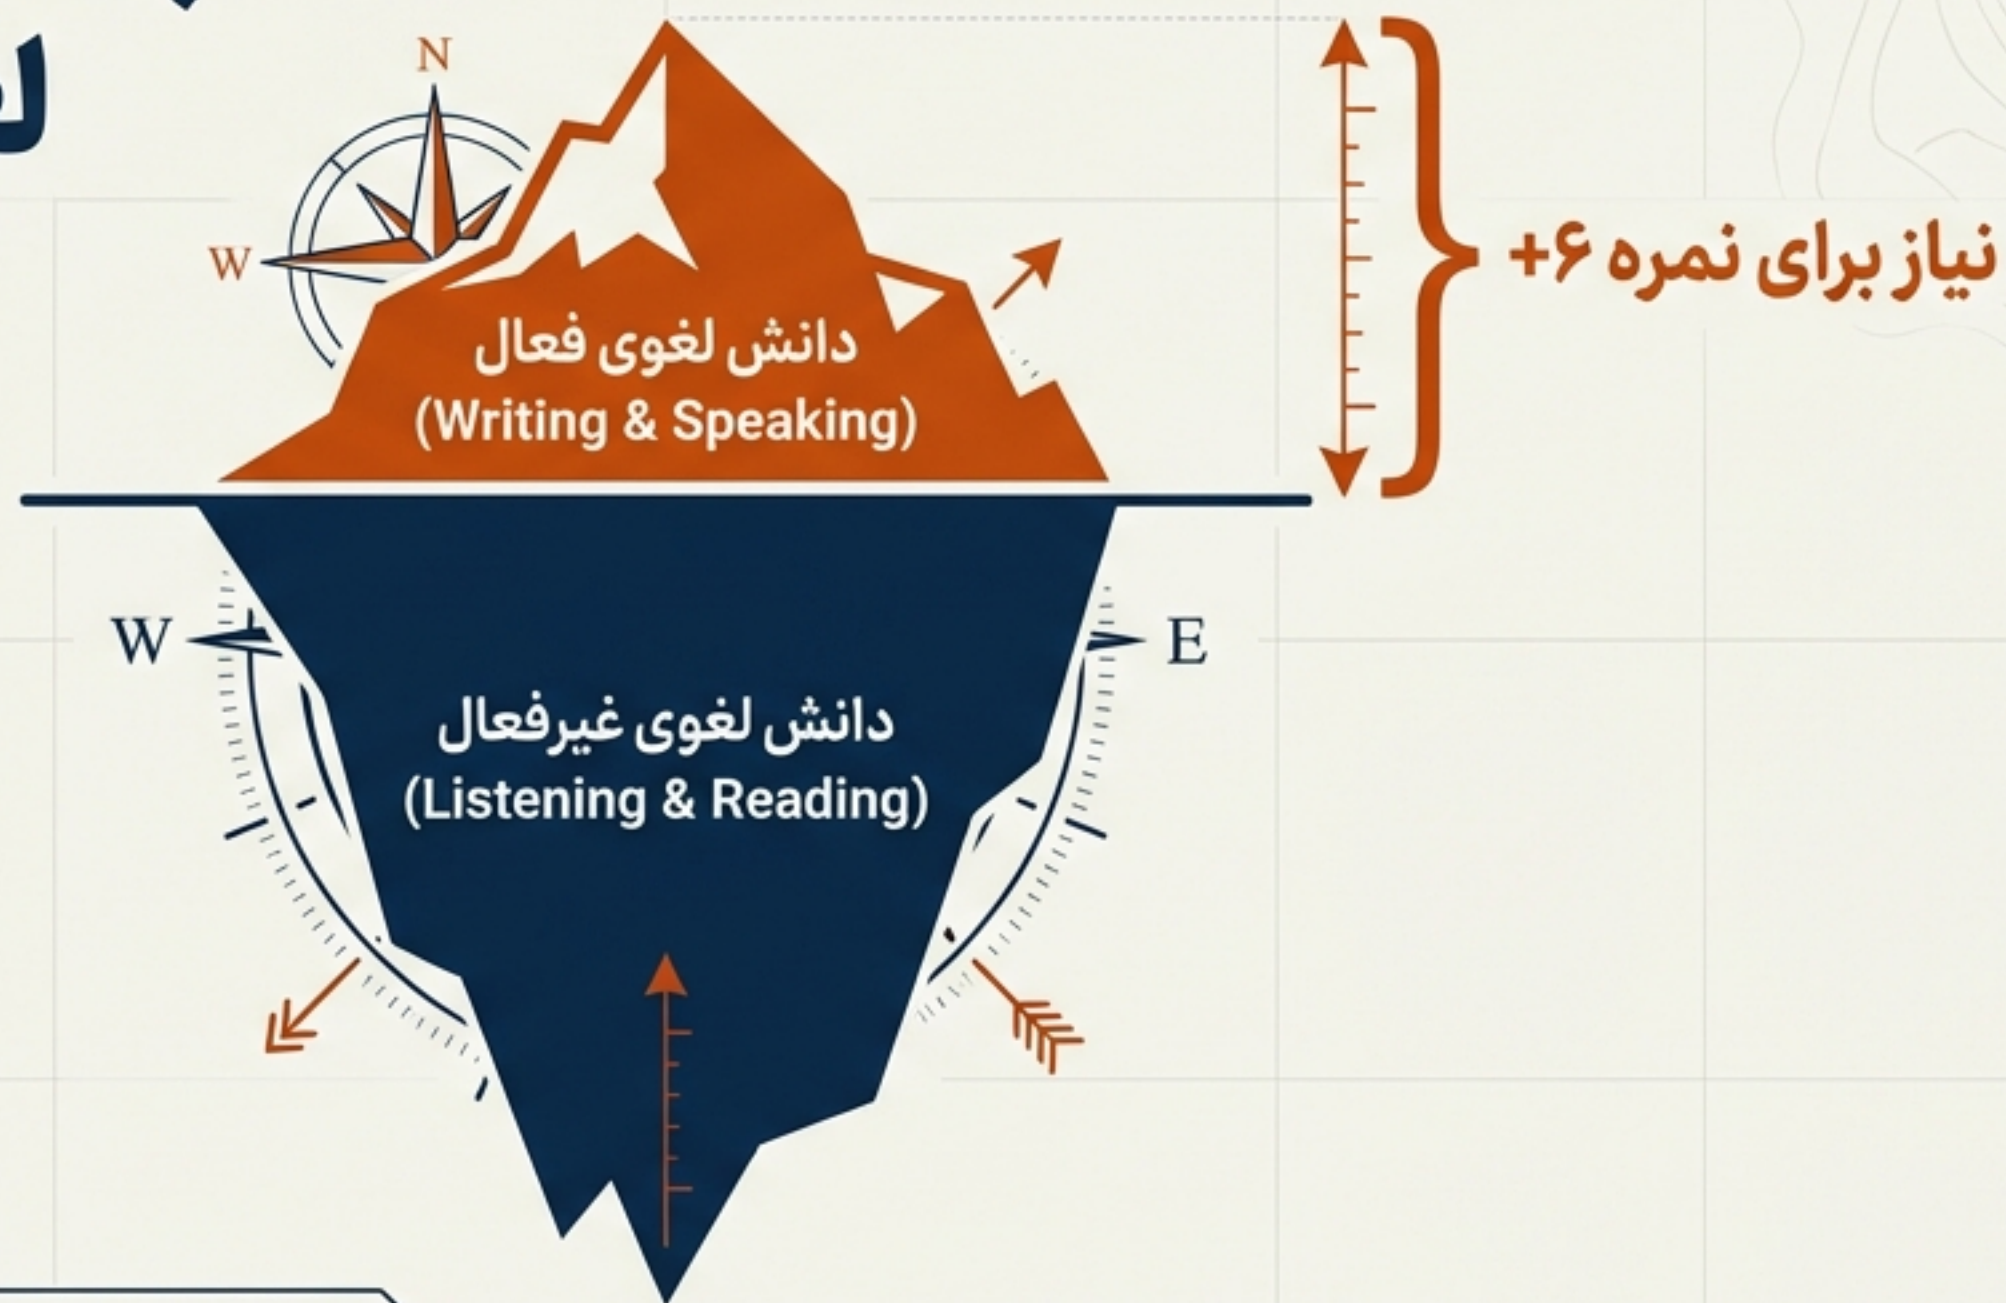 N
W
نیاز برای نمره ۶+
دانش لغوی فعال
(Writing & Speaking)
W
E
دانش لغوی غیرفعال
(Listening & Reading)